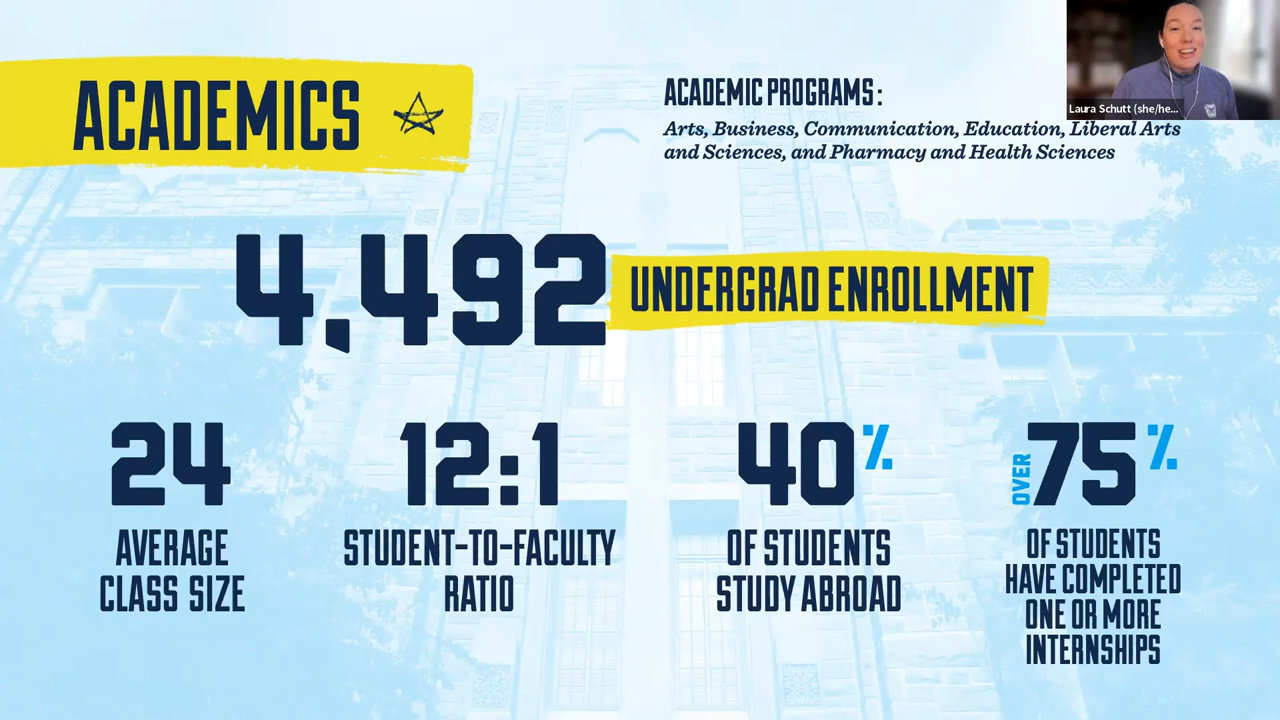 ACADEMICS
ACADEMIC PROGRAMS:
Arts, Business, Communication, Education, Liberal Arts
and Sciences, and Pharmacy and Health Sciences
Laura Schutt (she/he...
4,492
UNDERGRAD ENROLLMENT
24
AVERAGE
CLASS SIZE
12:1
STUDENT-TO-FACULTY
RATIO
40%
OF STUDENTS
STUDY ABROAD
OVER 75%
OF STUDENTS
HAVE COMPLETED
ONE OR MORE
INTERNSHIPS